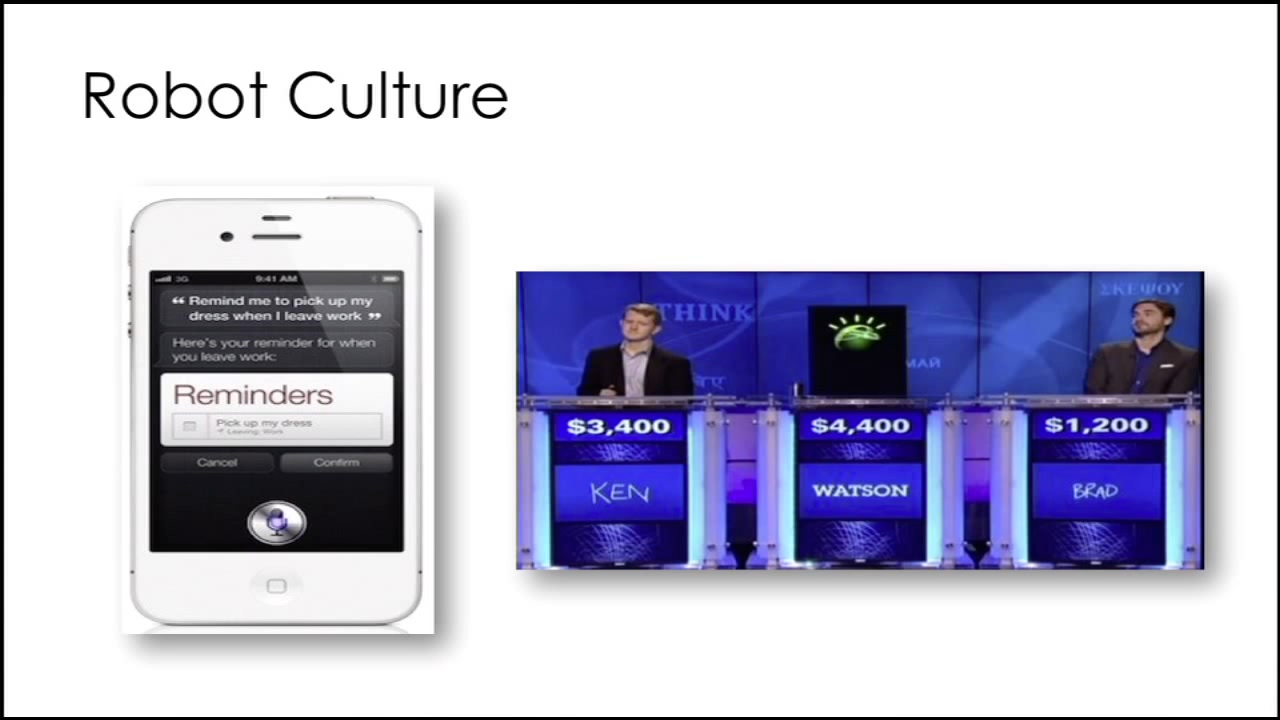 Robot Culture
3G
9:41 AM
“ Remind me to pick up my
dress when I leave work ”
Here's your reminder for when
you leave work:
Reminders
Pick up my dress
Leaving: Work
Cancel
Confirm
THINK
ΣΚΕΨΟΥ
$3,400
$4,400
$1,200
KEN
WATSON
BRAD